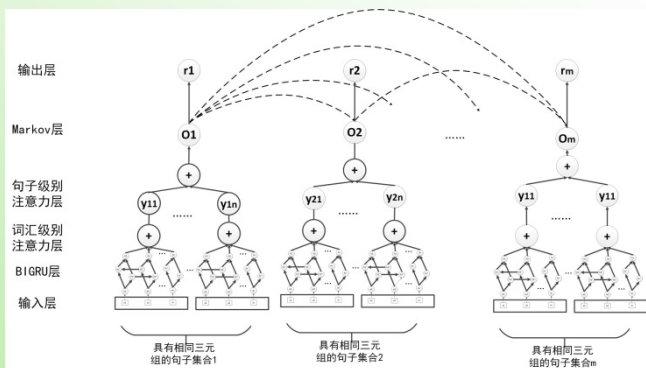 输出层
r1
r2
rm
Markov层
O1
O2
......
Om
+
+
+
句子级别
注意力层
y11
......
y1n
y21
......
y2n
y11
......
y11
词汇级别
注意力层
+
+
+
+
+
+
BIGRU层
输入层
具有相同三元
组的句子集合1
具有相同三元
组的句子集合2
具有相同三元
组的句子集合m